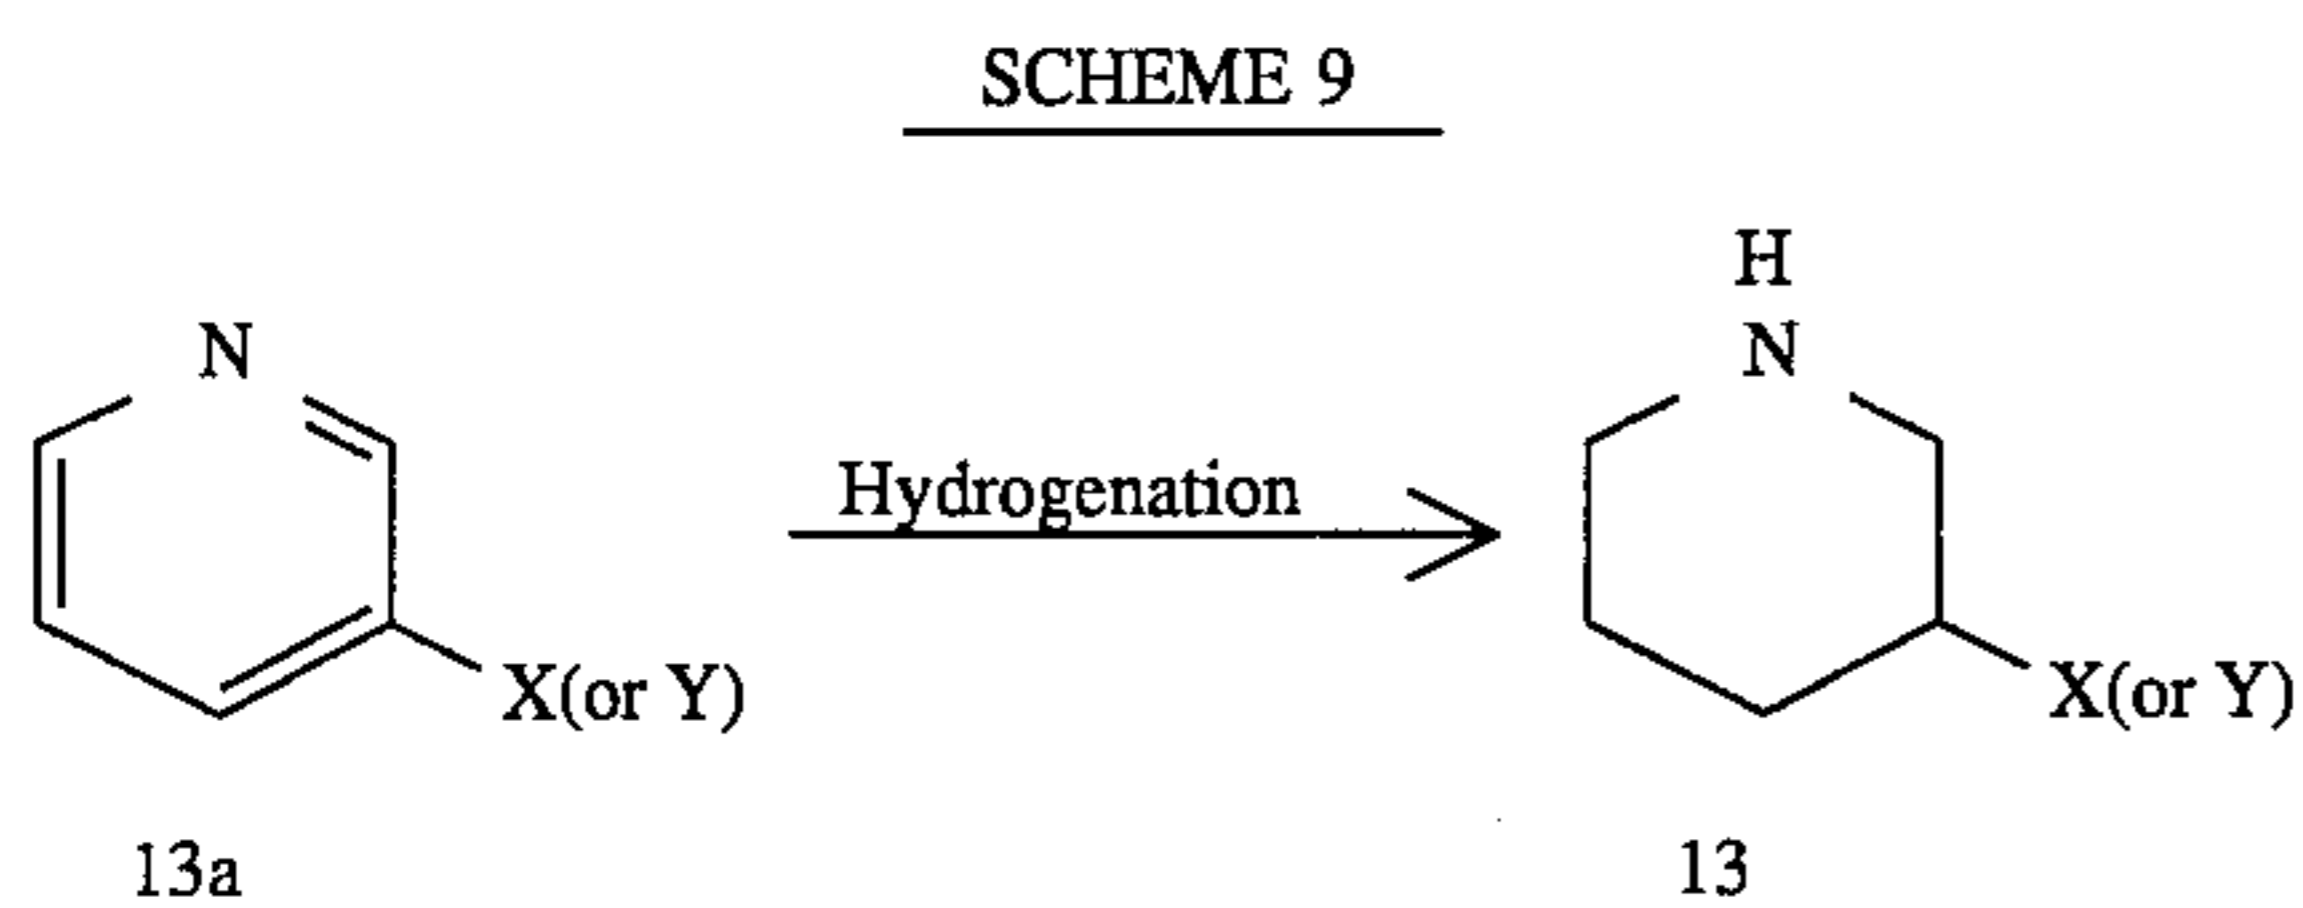 SCHEME 9
H
N
N
Hydrogenation
X(or Y)
X(or Y)
13a
13